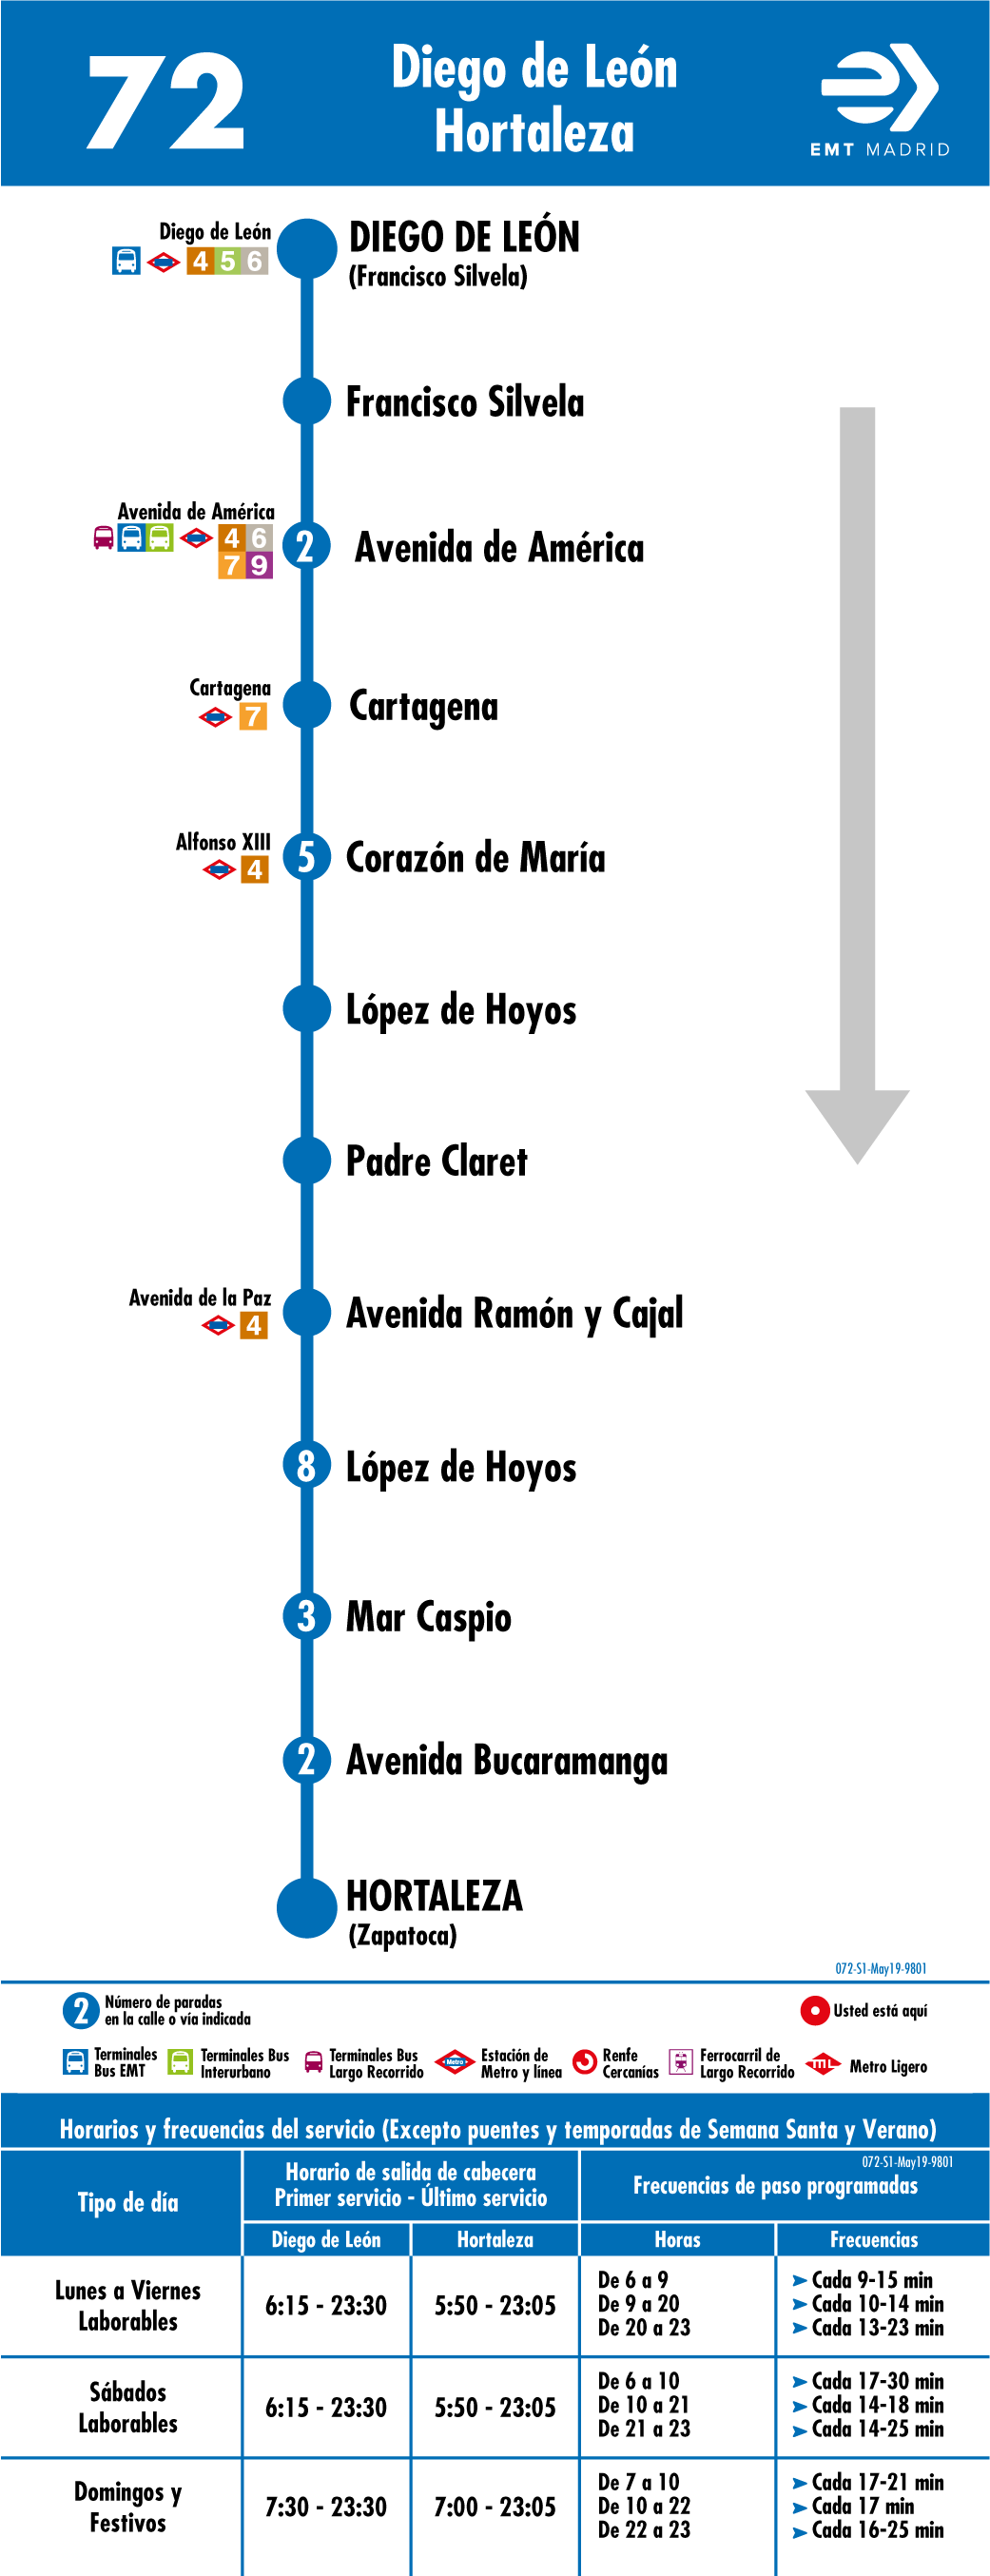 72
Diego de León
Hortaleza
EMT MADRID
Diego de León
4 5 6
DIEGO DE LEÓN
(Francisco Silvela)
Francisco Silvela
Avenida de América
4 6
7 9
2
Avenida de América
Cartagena
7
Cartagena
Alfonso XIII
4
5
Corazón de María
López de Hoyos
Padre Claret
Avenida de la Paz
4
Avenida Ramón y Cajal
8
López de Hoyos
3
Mar Caspio
2
Avenida Bucaramanga
HORTALEZA
(Zapatoca)
072-S1-May19-9801
2
Número de paradas
en la calle o vía indicada
Usted está aquí
Terminales
Bus EMT
Terminales Bus
Interurbano
Terminales Bus
Largo Recorrido
Metro
Estación de
Metro y línea
Renfe
Cercanías
Ferrocarril de
Largo Recorrido
ML
Metro Ligero
Horarios y frecuencias del servicio (Excepto puentes y temporadas de Semana Santa y Verano)
072-S1-May19-9801
Tipo de día
Horario de salida de cabecera
Primer servicio - Último servicio
Frecuencias de paso programadas
Diego de León
Hortaleza
Horas
Frecuencias
Lunes a Viernes
Laborables
6:15 - 23:30
5:50 - 23:05
De 6 a 9
Cada 9-15 min
De 9 a 20
Cada 10-14 min
De 20 a 23
Cada 13-23 min
Sábados
Laborables
6:15 - 23:30
5:50 - 23:05
De 6 a 10
Cada 17-30 min
De 10 a 21
Cada 14-18 min
De 21 a 23
Cada 14-25 min
Domingos y
Festivos
7:30 - 23:30
7:00 - 23:05
De 7 a 10
Cada 17-21 min
De 10 a 22
Cada 17 min
De 22 a 23
Cada 16-25 min